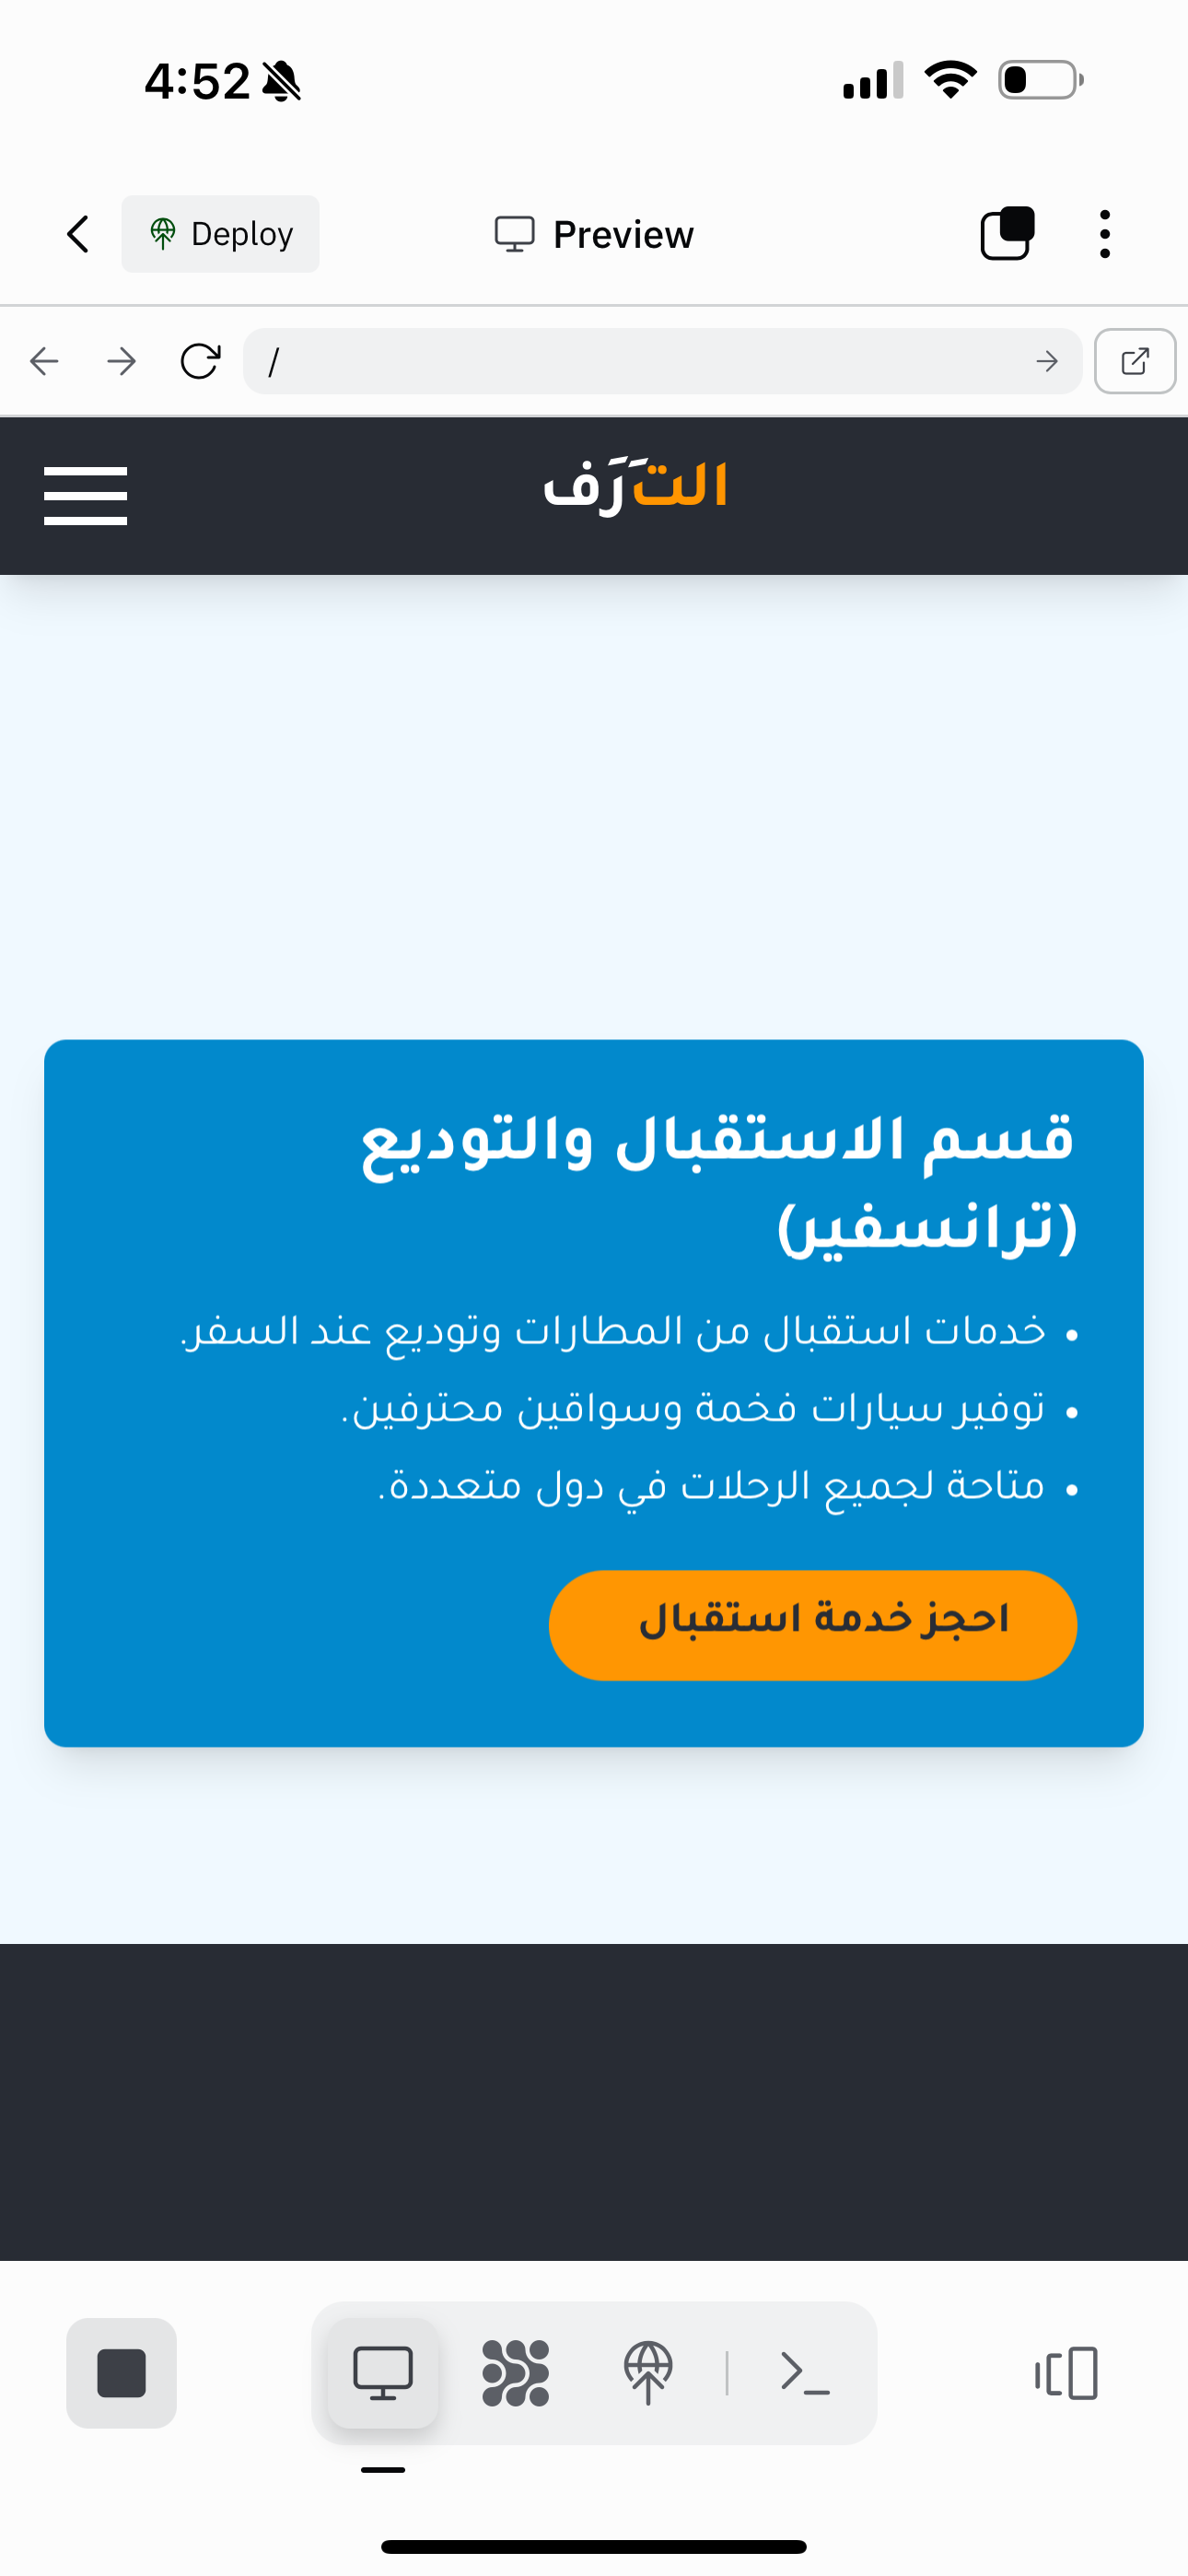 4:52
Deploy
Preview
/
التَرَف
قسم الاستقبال والتوديع
(ترانسفير)
• خدمات استقبال من المطارات وتوديع عند السفر.
• توفير سيارات فخمة وسواقين محترفين.
• متاحة لجميع الرحلات في دول متعددة.
احجز خدمة استقبال